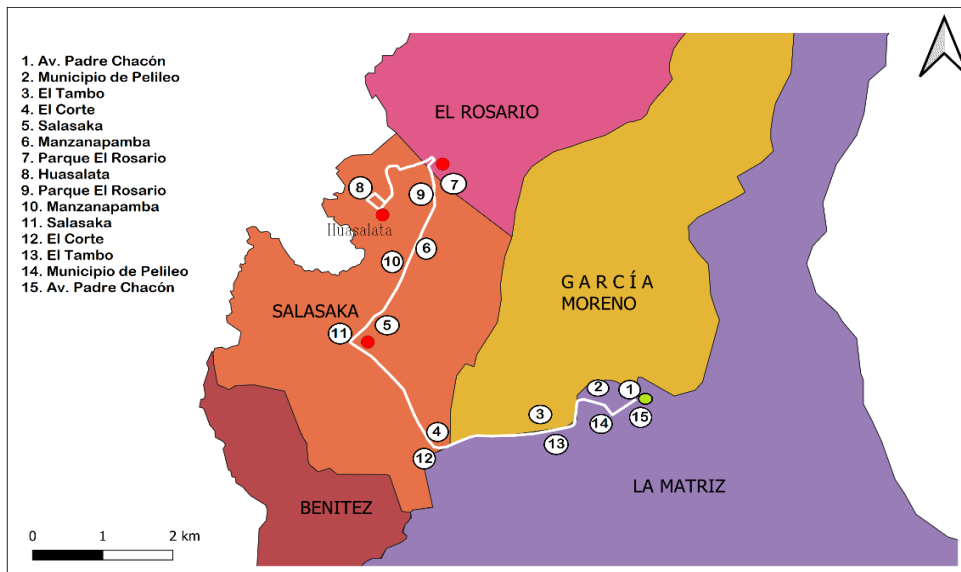 1. Av. Padre Chacón
2. Municipio de Pelileo
3. El Tambo
4. El Corte
5. Salasaka
6. Manzanapamba
7. Parque El Rosario
8. Huasalata
9. Parque El Rosario
10. Manzanapamba
11. Salasaka
12. El Corte
13. El Tambo
14. Municipio de Pelileo
15. Av. Padre Chacón
EL ROSARIO
8
9
7
Huasalata
6
10
GARCÍA
MORENO
SALASAKA
5
11
2
1
3
14
15
4
13
12
LA MATRIZ
BENITEZ
0 1 2 km